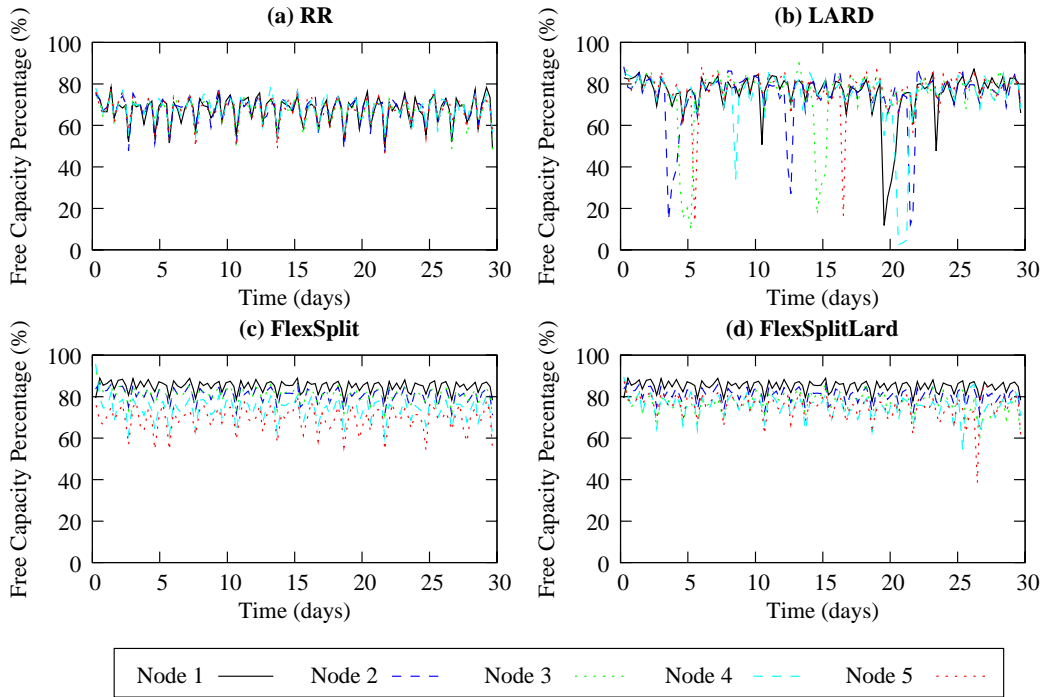 (a) RR
(b) LARD
Free Capacity Percentage (%)
100
80
60
40
20
0
0 5 10 15 20 25 30
Time (days)
Free Capacity Percentage (%)
100
80
60
40
20
0
0 5 10 15 20 25 30
Time (days)
(c) FlexSplit
(d) FlexSplitLard
Free Capacity Percentage (%)
100
80
60
40
20
0
0 5 10 15 20 25 30
Time (days)
Free Capacity Percentage (%)
100
80
60
40
20
0
0 5 10 15 20 25 30
Time (days)
Node 1 Node 2 Node 3 Node 4 Node 5